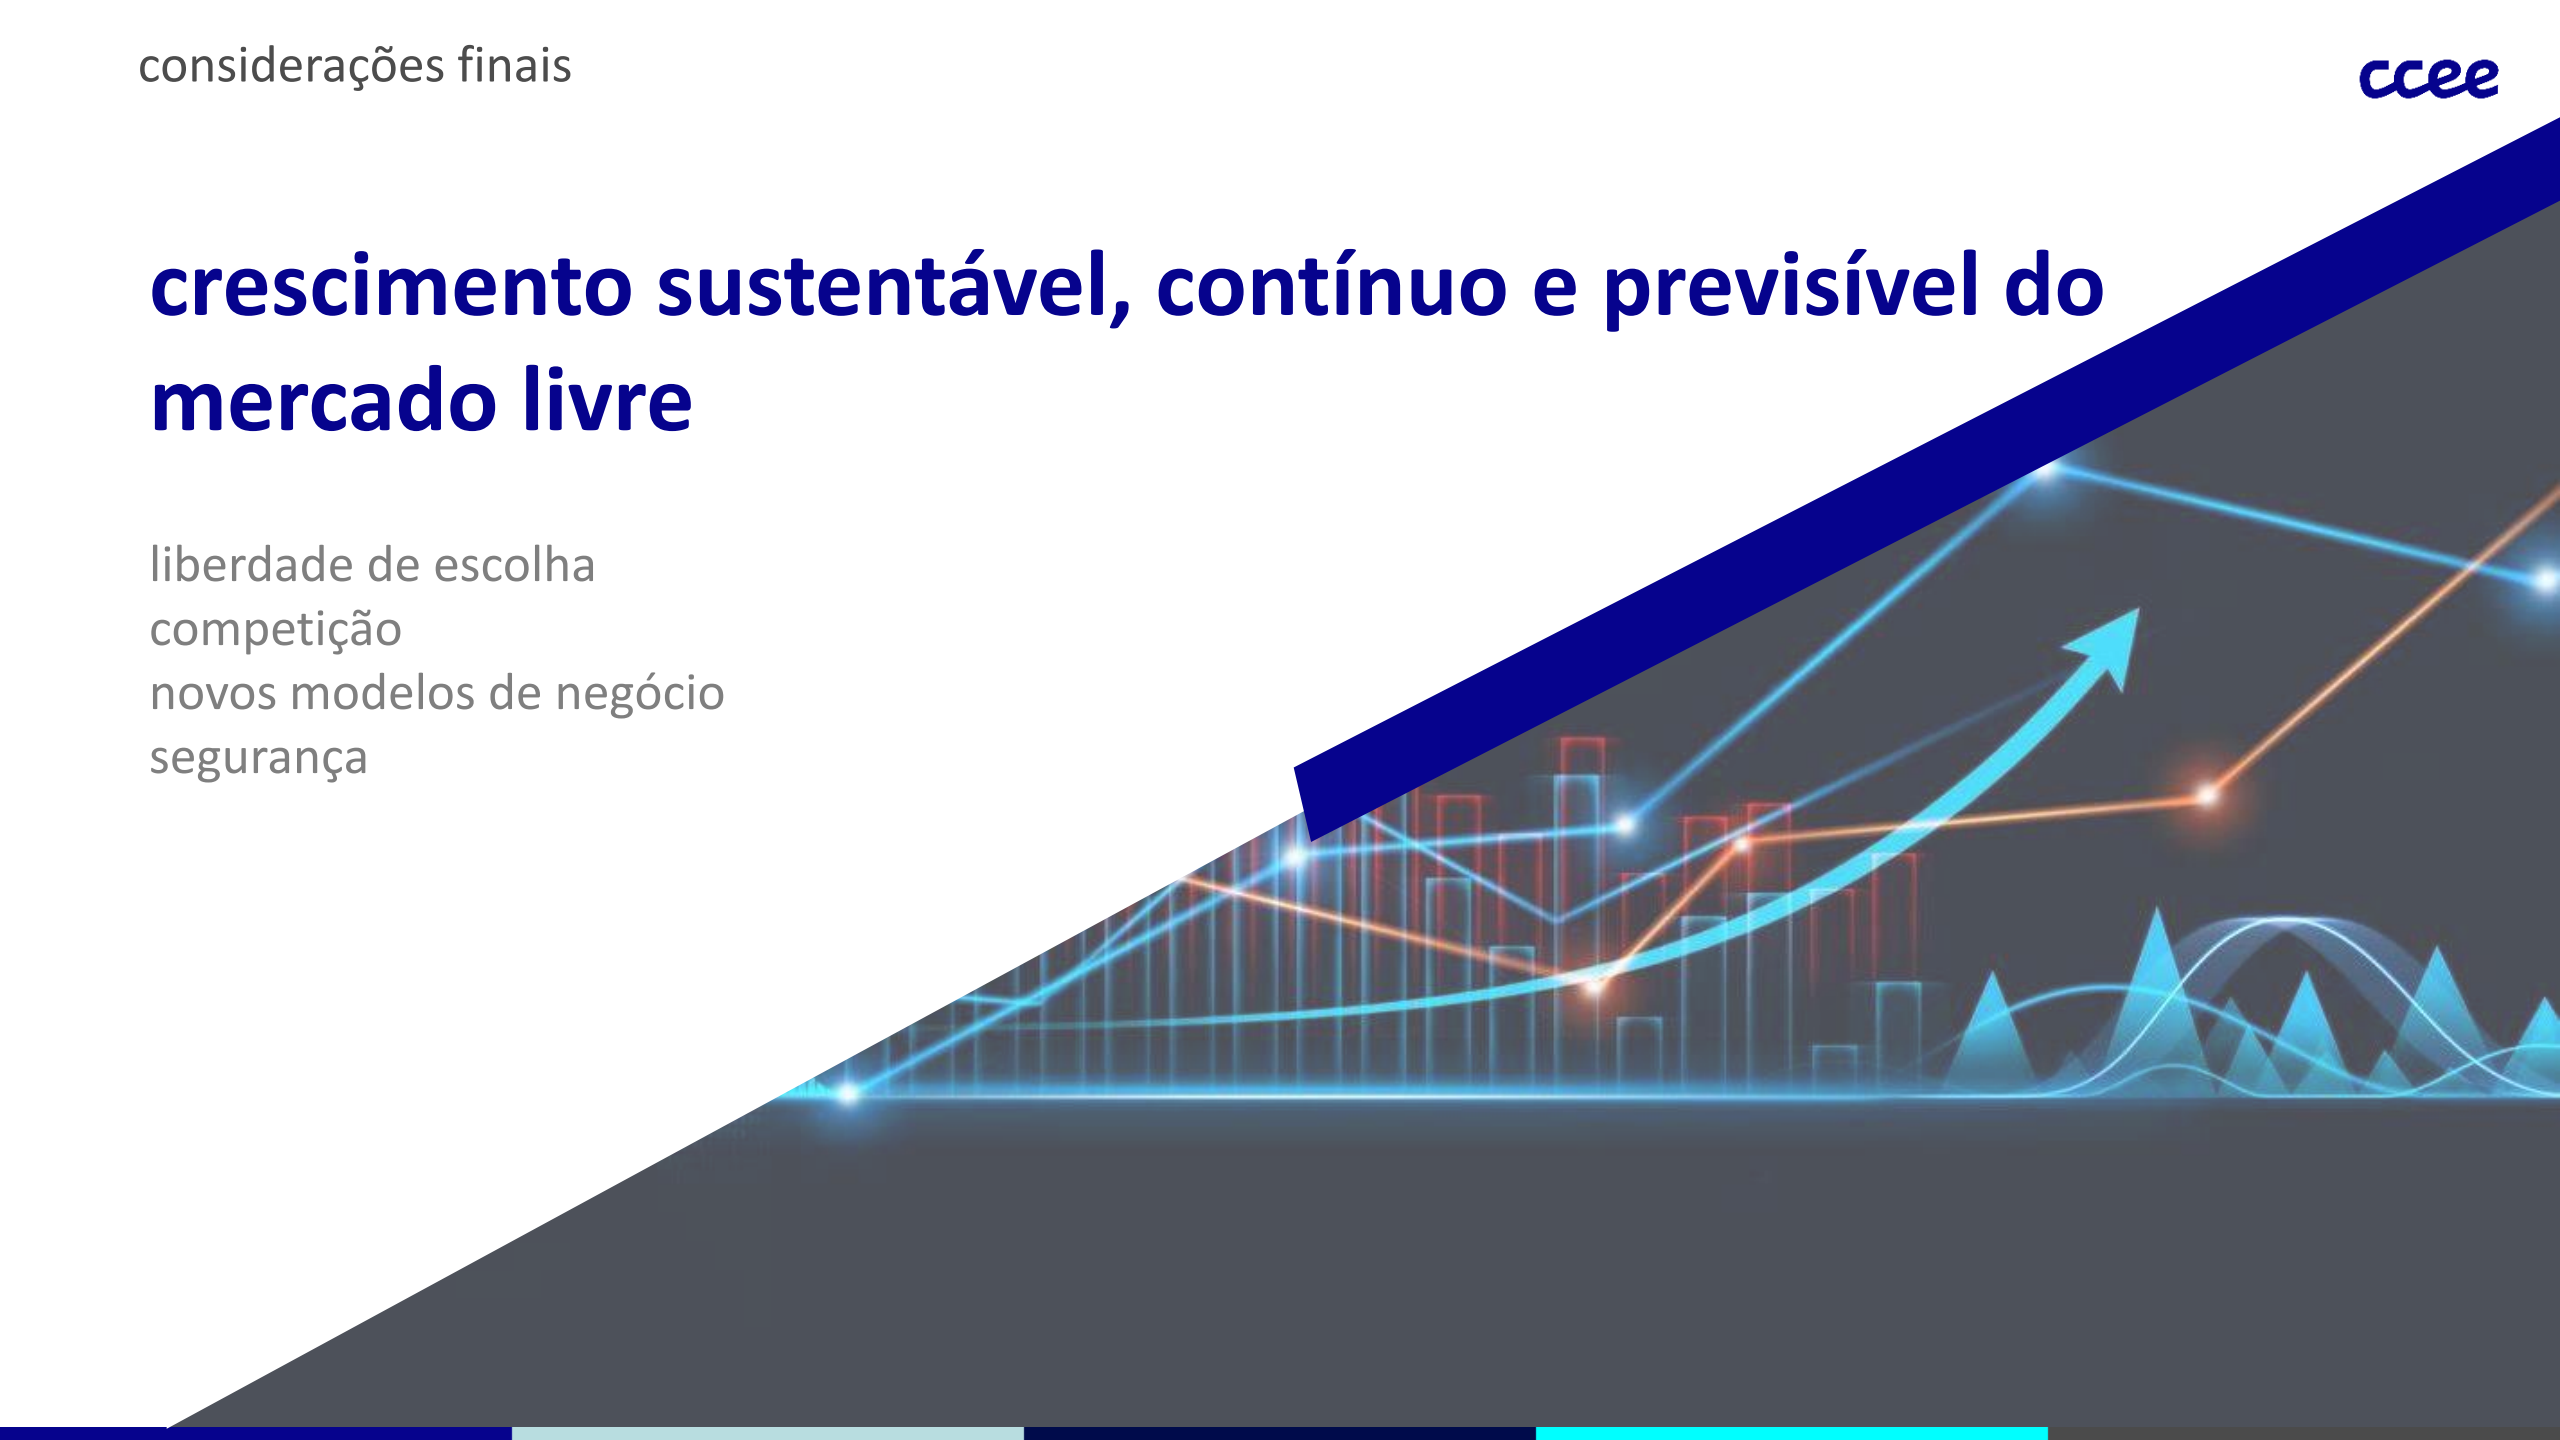 considerações finais
ccee
crescimento sustentável, contínuo e previsível do
mercado livre
liberdade de escolha
competição
novos modelos de negócio
segurança